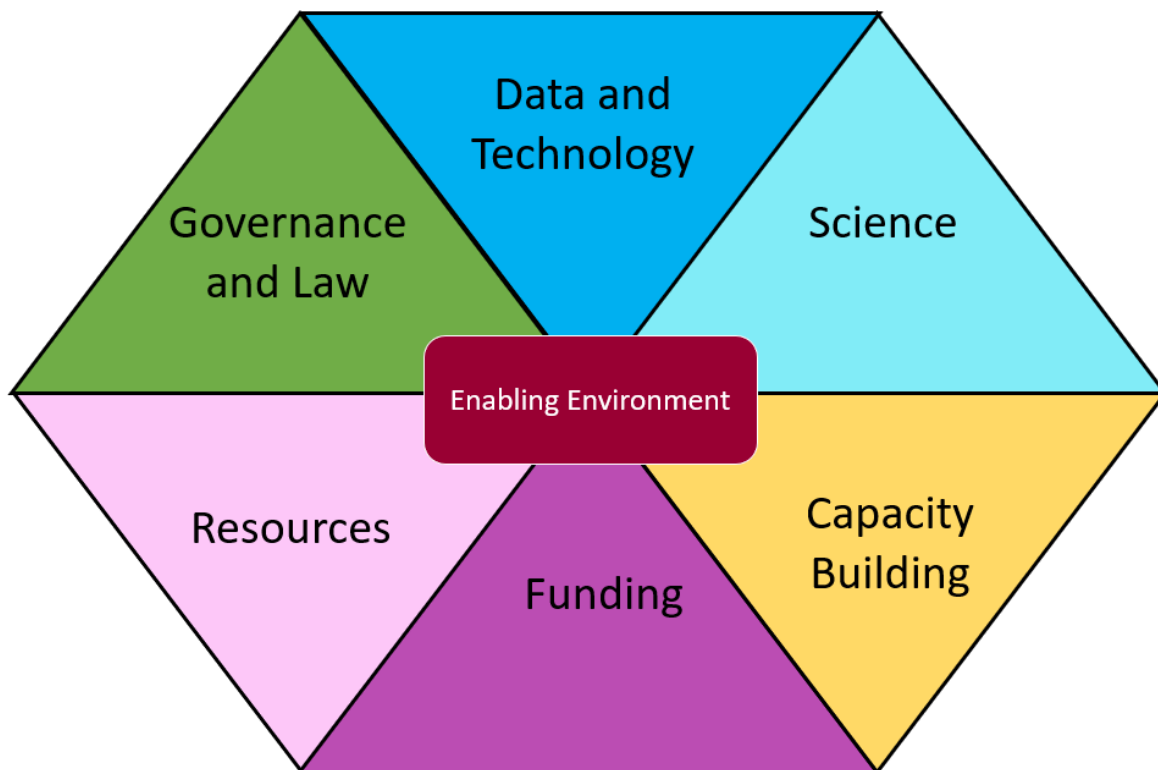 Data and
Technology
Governance
and Law
Science
Enabling Environment
Resources
Capacity
Building
Funding